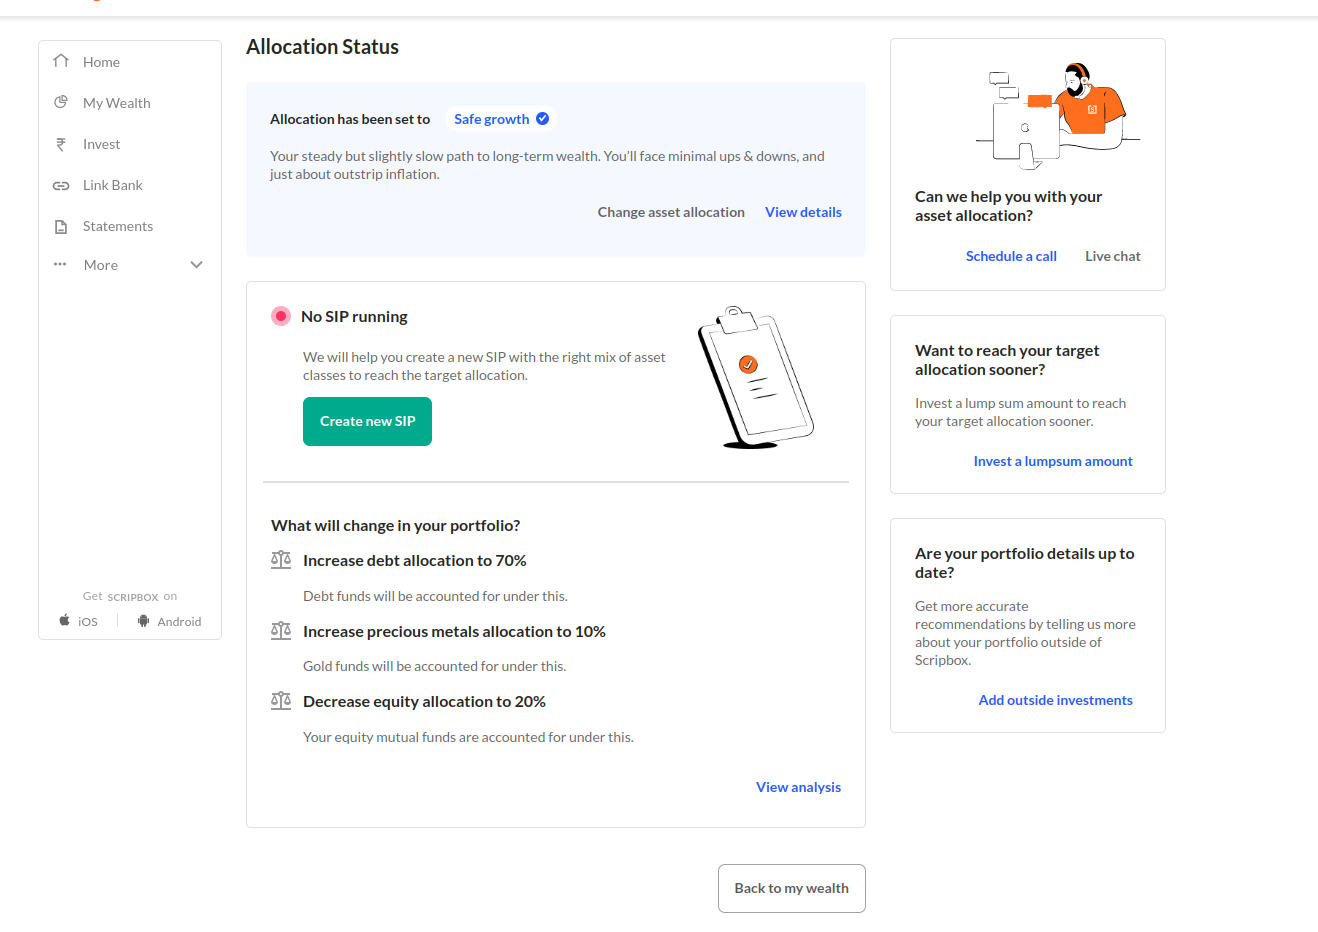 Home
My Wealth
Invest
Link Bank
Statements
More
Get SCRIPBOX on
iOS
Android
Allocation Status
Allocation has been set to Safe growth
Your steady but slightly slow path to long-term wealth. You'll face minimal ups & downs, and
just about outstrip inflation.
Change asset allocation View details
No SIP running
We will help you create a new SIP with the right mix of asset
classes to reach the target allocation.
Create new SIP
What will change in your portfolio?
Increase debt allocation to 70%
Debt funds will be accounted for under this.
Increase precious metals allocation to 10%
Gold funds will be accounted for under this.
Decrease equity allocation to 20%
Your equity mutual funds are accounted for under this.
View analysis
Back to my wealth
Can we help you with your
asset allocation?
Schedule a call Live chat
Want to reach your target
allocation sooner?
Invest a lump sum amount to reach
your target allocation sooner.
Invest a lumpsum amount
Are your portfolio details up to
date?
Get more accurate
recommendations by telling us more
about your portfolio outside of
Scripbox.
Add outside investments